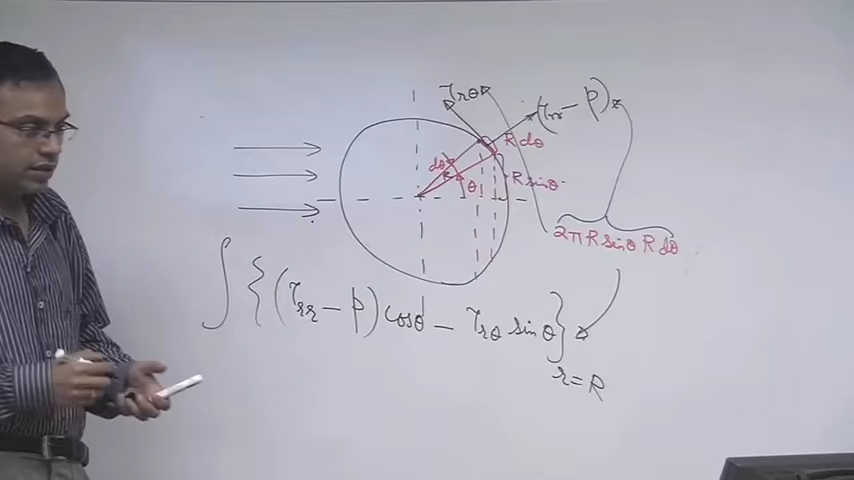 τrθ
(τrr - p)
R dθ
dθ
R
θ
R sinθ
2πR sinθ R dθ
∫ { (τrr - p) cosθ - τrθ sinθ }
r = R